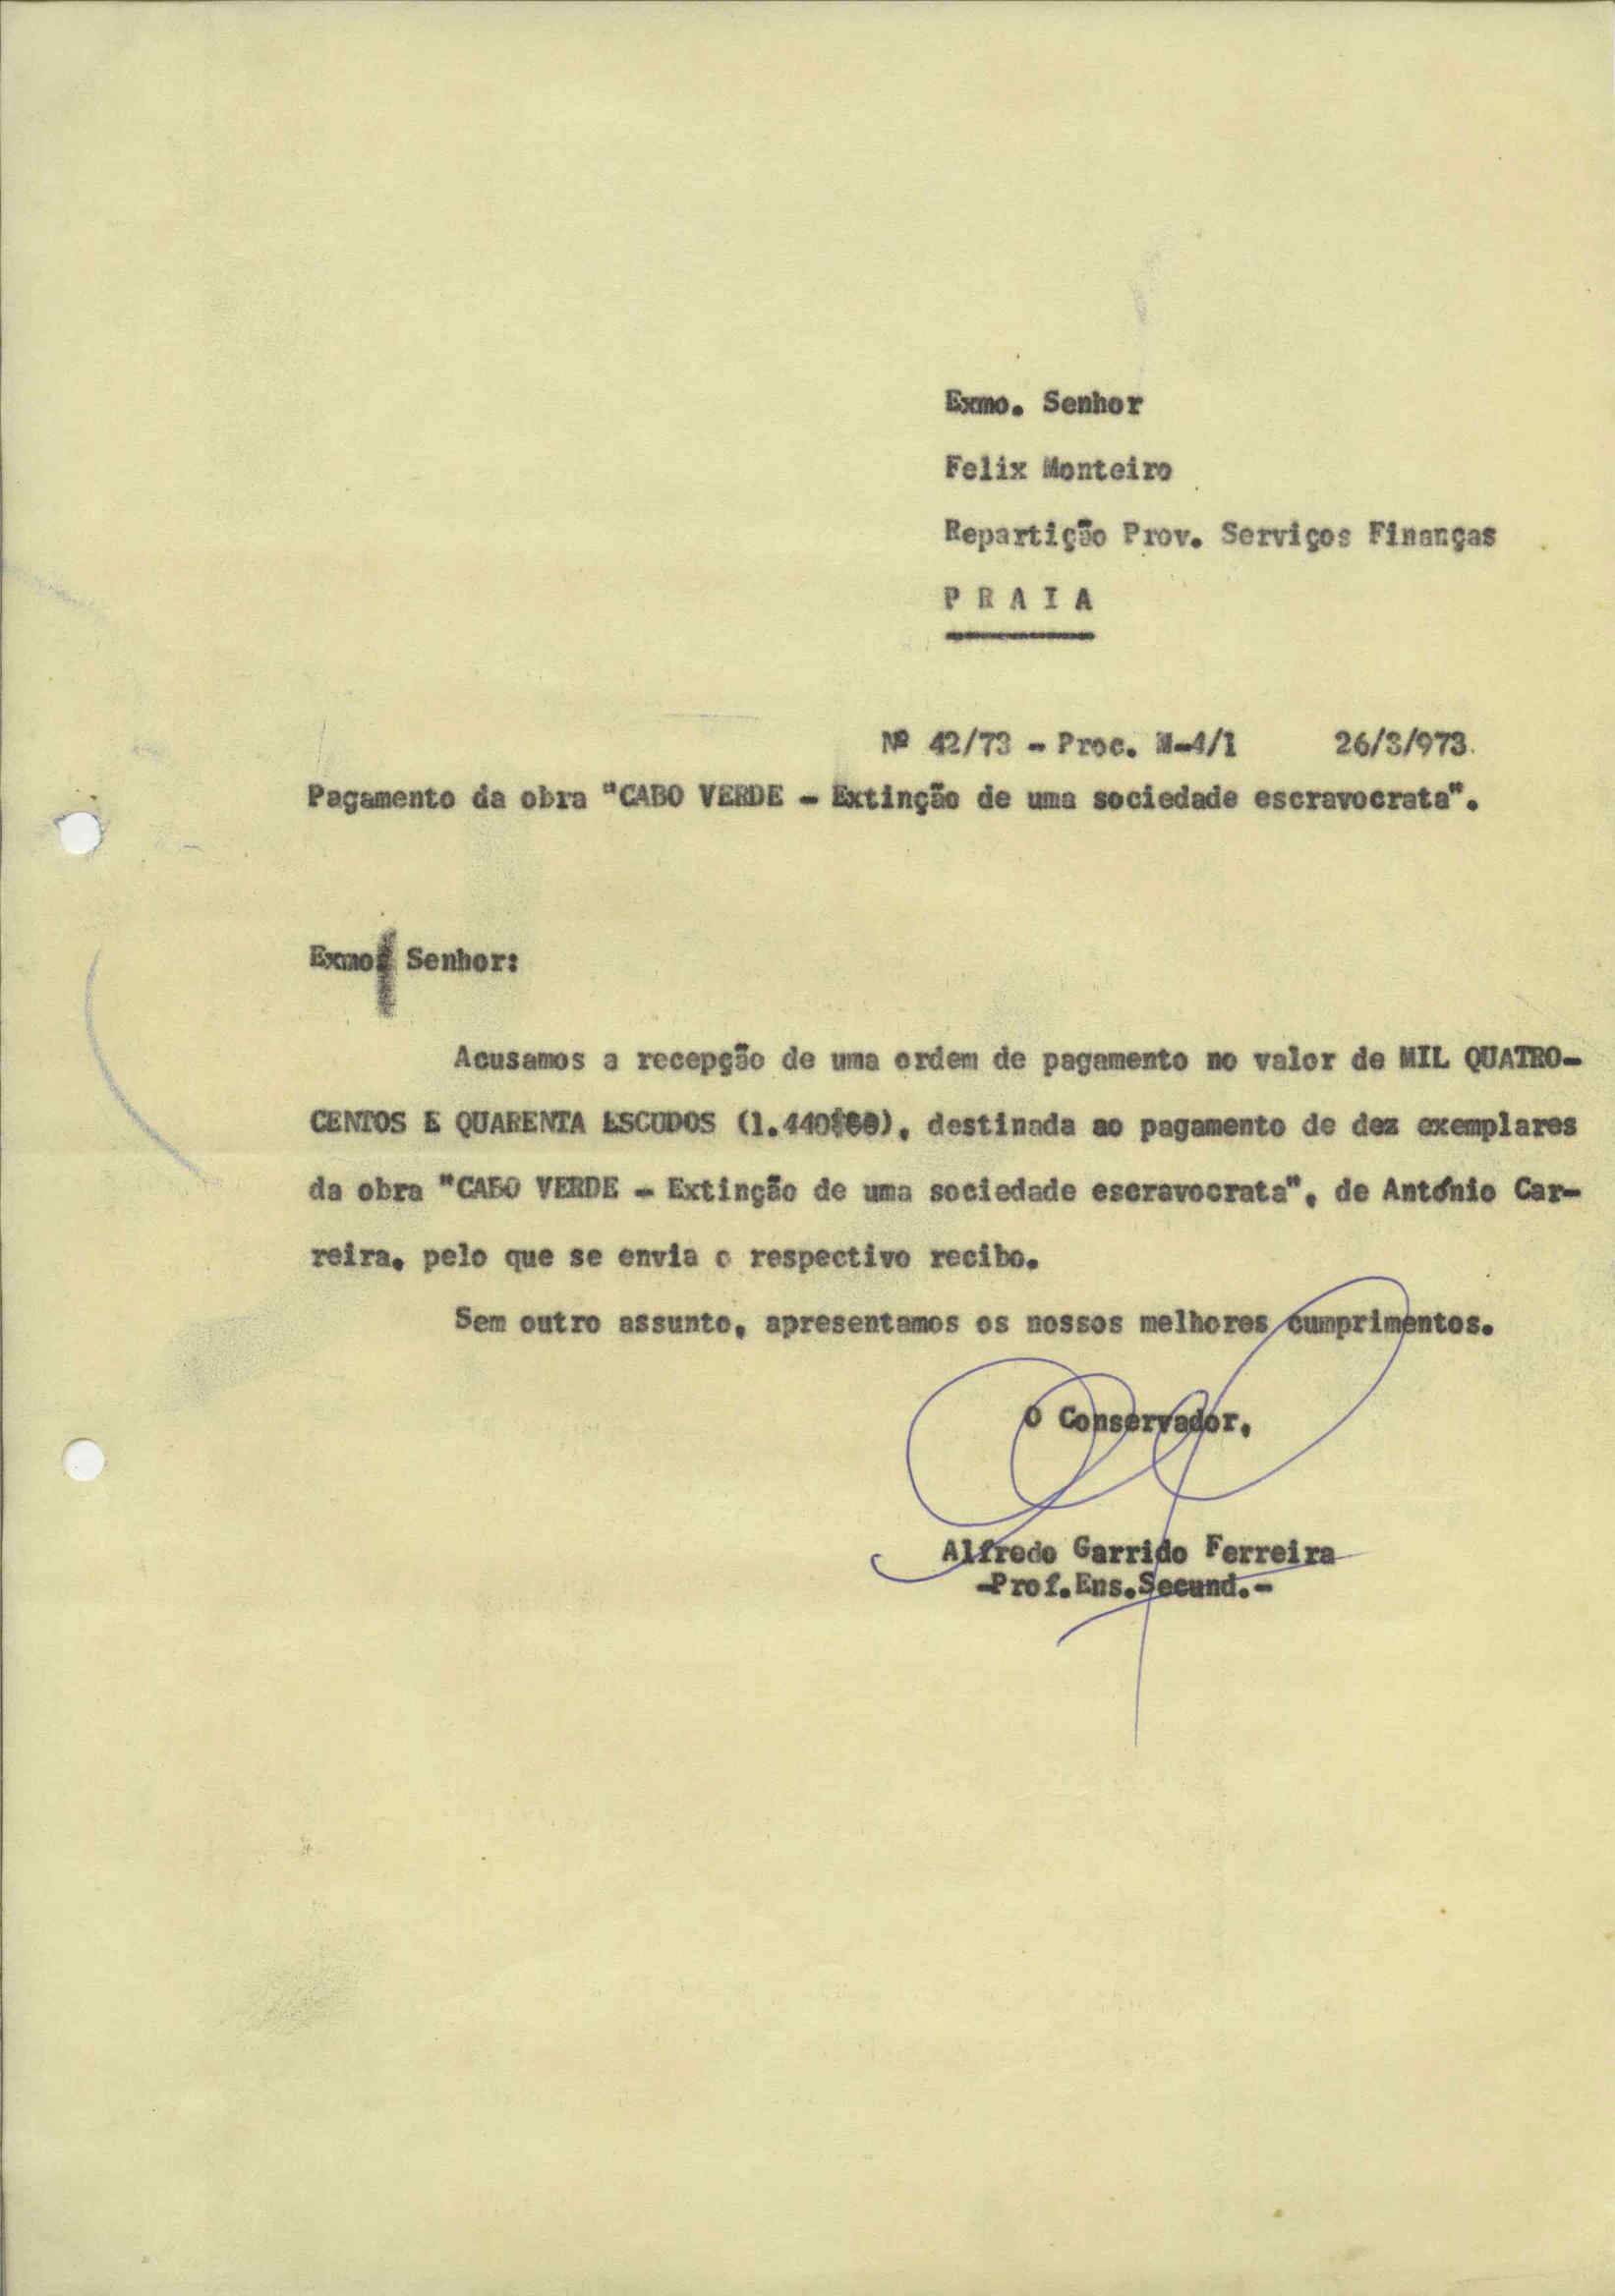 Exmo. Senhor
Felix Monteiro
Repartição Prov. Serviços Finanças
P R A I A
Nº 42/73 - Proc. M-4/1 26/3/973.
Pagamento da obra "CABO VERDE - Extinção de uma sociedade escravocrata".
Exmo. Senhor:
Acusamos a recepção de uma ordem de pagamento no valor de MIL QUATRO-
CENTOS E QUARENTA ESCUDOS (1.440$00), destinada ao pagamento de dez exemplares
da obra "CABO VERDE - Extinção de uma sociedade escravocrata", de António Car-
reira, pelo que se envia o respectivo recibo.
Sem outro assunto, apresentamos os nossos melhores cumprimentos.
O Conservador,
Alfredo Garrido Ferreira
-Prof.Ens.Secund.-